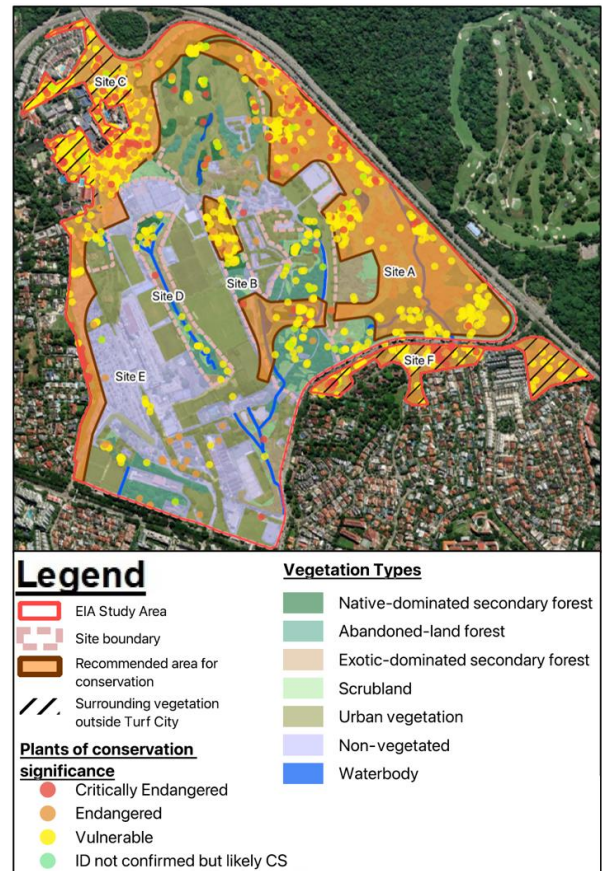 Site C
Site A
Site B
Site D
Site F
Site E
Legend
EIA Study Area
Site boundary
Recommended area for
conservation
Surrounding vegetation
outside Turf City
Plants of conservation
significance
Critically Endangered
Endangered
Vulnerable
ID not confirmed but likely CS
Vegetation Types
Native-dominated secondary forest
Abandoned-land forest
Exotic-dominated secondary forest
Scrubland
Urban vegetation
Non-vegetated
Waterbody